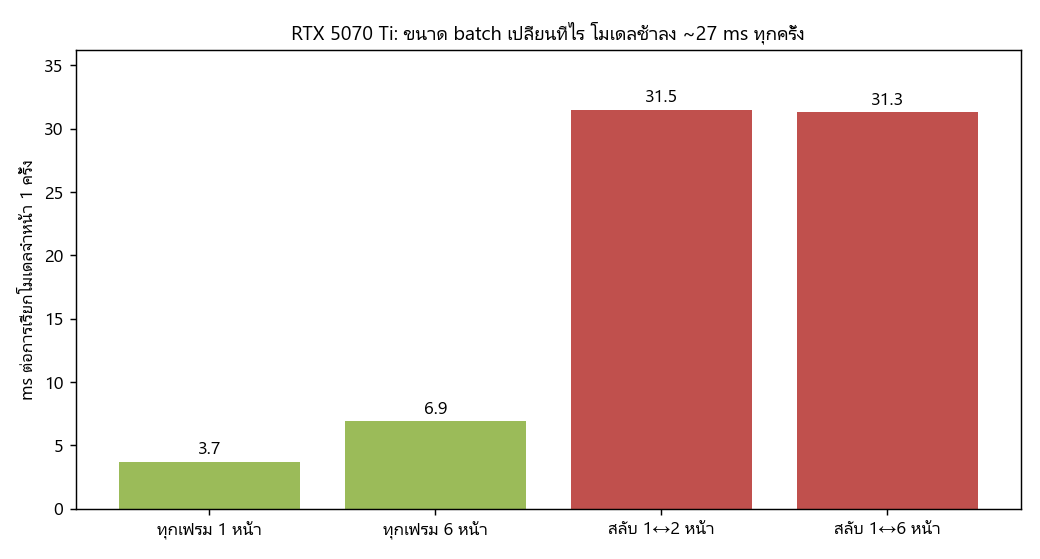 RTX 5070 Ti: ขนาด batch เปลี่ยนทีไร โมเดลช้าลง ~27 ms ทุกครั้ง
ms ต่อการเรียกโมเดลจำหน้า 1 ครั้ง
35
30
25
20
15
10
5
0
3.7
6.9
31.5
31.3
ทุกเฟรม 1 หน้า
ทุกเฟรม 6 หน้า
สลับ 1↔2 หน้า
สลับ 1↔6 หน้า